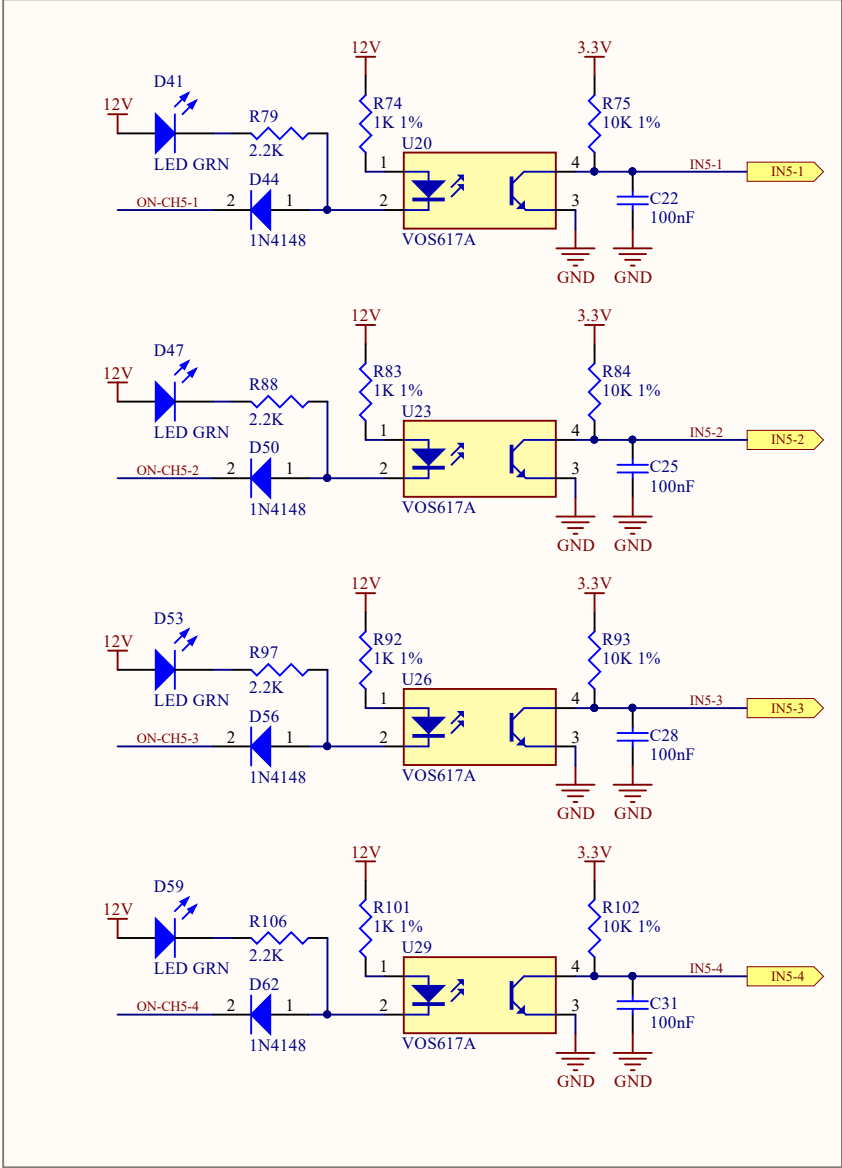 12V
3.3V
D41
12V
R74
1K 1%
R75
10K 1%
R79
2.2K
U20
LED GRN
1
4
IN5-1
IN5-1
D44
ON-CH5-1
2
1
2
3
C22
100nF
1N4148
VOS617A
GND
GND
12V
3.3V
D47
12V
R83
1K 1%
R84
10K 1%
R88
2.2K
U23
LED GRN
1
4
IN5-2
IN5-2
D50
ON-CH5-2
2
1
2
3
C25
100nF
1N4148
VOS617A
GND
GND
12V
3.3V
D53
12V
R92
1K 1%
R93
10K 1%
R97
2.2K
U26
LED GRN
1
4
IN5-3
IN5-3
D56
ON-CH5-3
2
1
2
3
C28
100nF
1N4148
VOS617A
GND
GND
12V
3.3V
D59
12V
R101
1K 1%
R102
10K 1%
R106
2.2K
U29
LED GRN
1
4
IN5-4
IN5-4
D62
ON-CH5-4
2
1
2
3
C31
100nF
1N4148
VOS617A
GND
GND